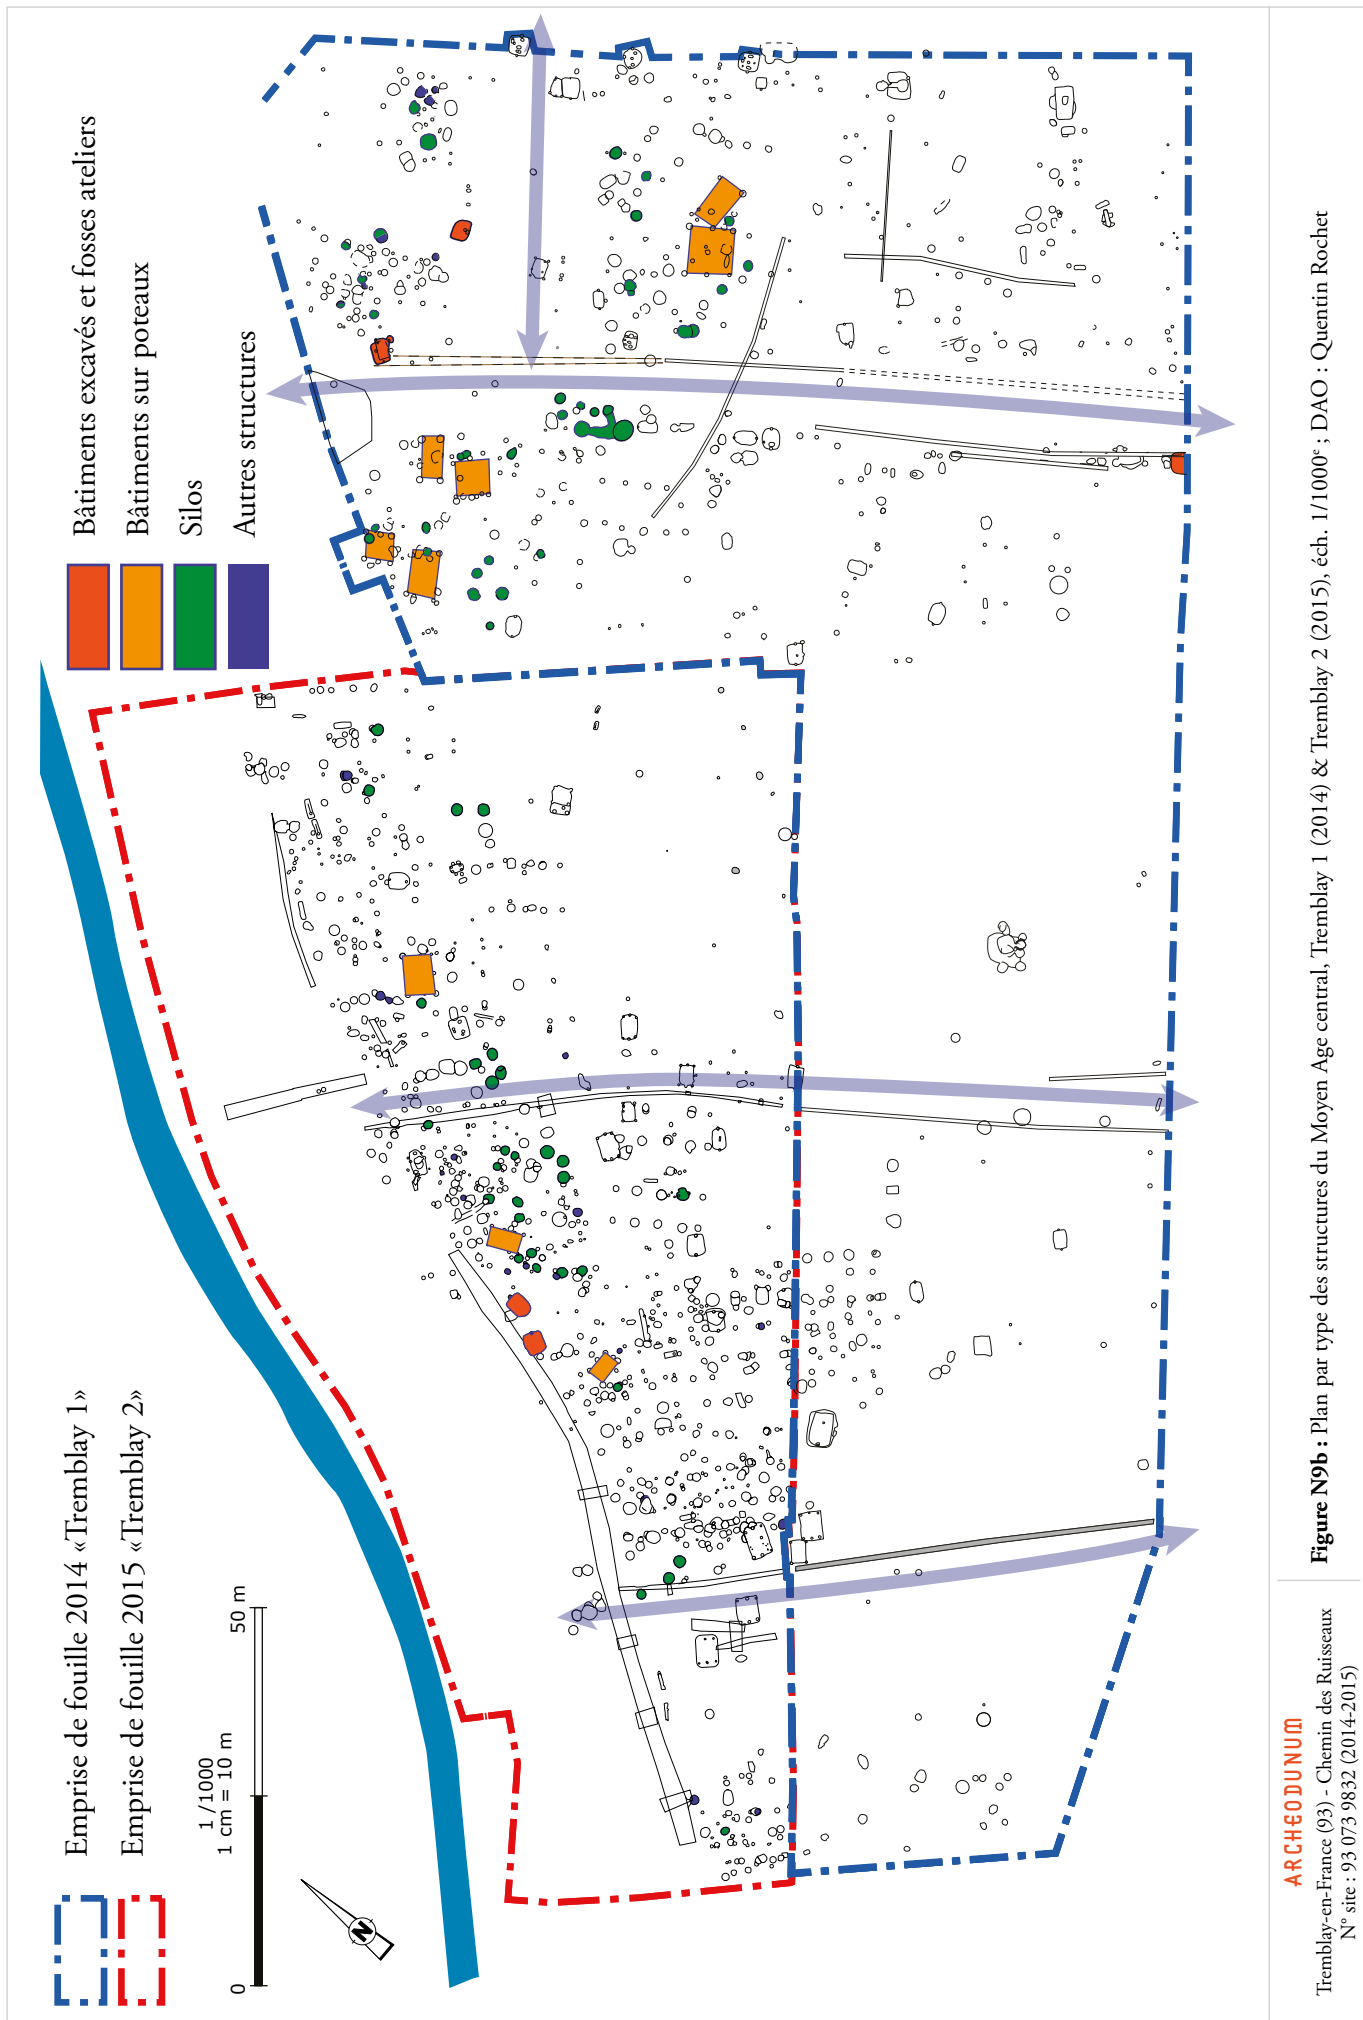 Emprise de fouille 2014 «Tremblay 1»
Emprise de fouille 2015 «Tremblay 2»
Bâtiments excavés et fosses ateliers
Bâtiments sur poteaux
Silos
Autres structures
1/1000
1 cm = 10 m
0
50 m
N
ARCHEODUNUM
Tremblay-en-France (93) - Chemin des Ruisseaux
N° site : 93 073 9832 (2014-2015)
Figure N9b : Plan par type des structures du Moyen Age central, Tremblay 1 (2014) & Tremblay 2 (2015), éch. 1/1000e ; DAO : Quentin Rochet